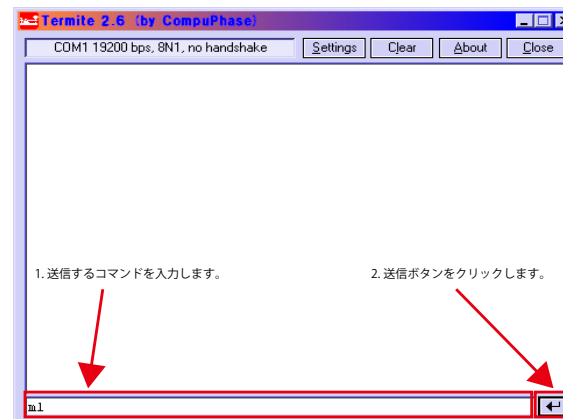 Termite 2.6 (by CompuPhase)
COM1 19200 bps, 8N1, no handshake Settings Clear About Close
1. 送信するコマンドを入力します。 2. 送信ボタンをクリックします。
m1